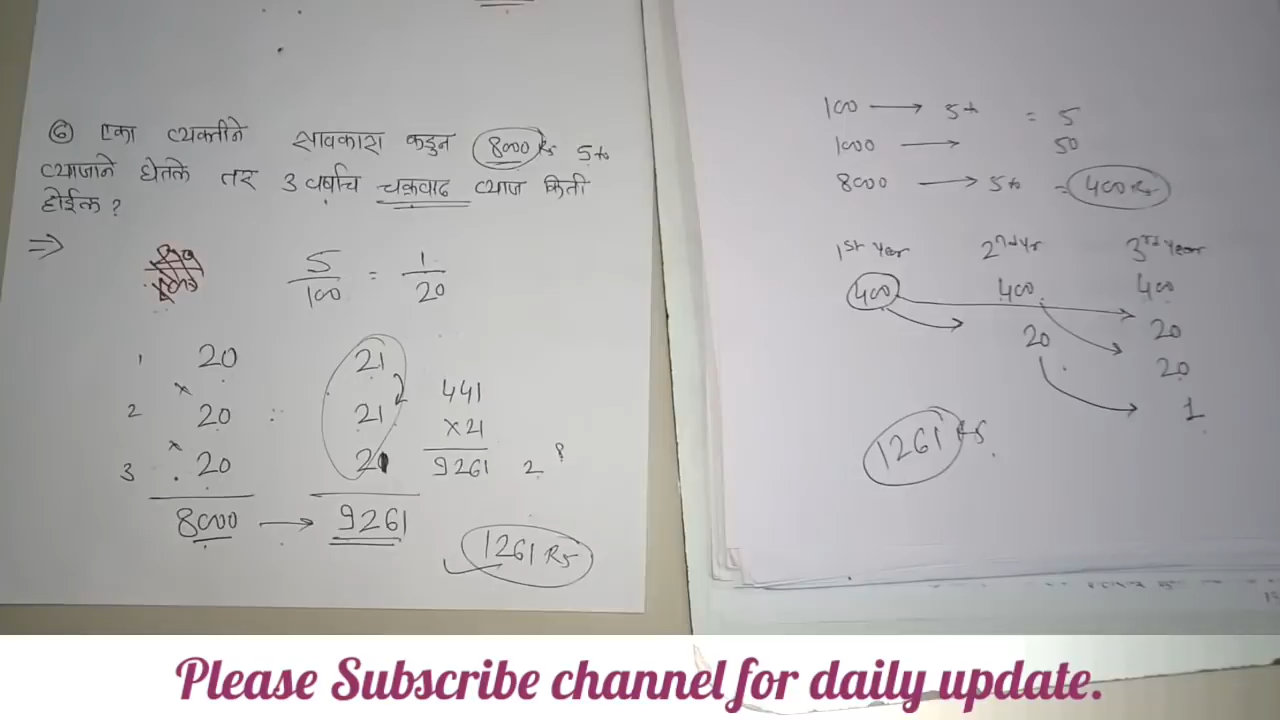 ⑥ एका व्यक्तीने सावकारा कडुन 8000 Rs 5%
व्याजाने घेतले तर 3 वर्षाच चक्रवाढ व्याज किती
होईल ?
⇒
5/100 = 1/20
1 20 21
×
2 20 : 21
×
3 20 21
8000 → 9261
441
×21
9261
1261 Rs
100 → 5% = 5
1000 → 50
8000 → 5% = 400 Rs
1st Year 2nd Yr 3rd Year
400 400 400
20 20
20
1
1261 Rs.
Please Subscribe channel for daily update.